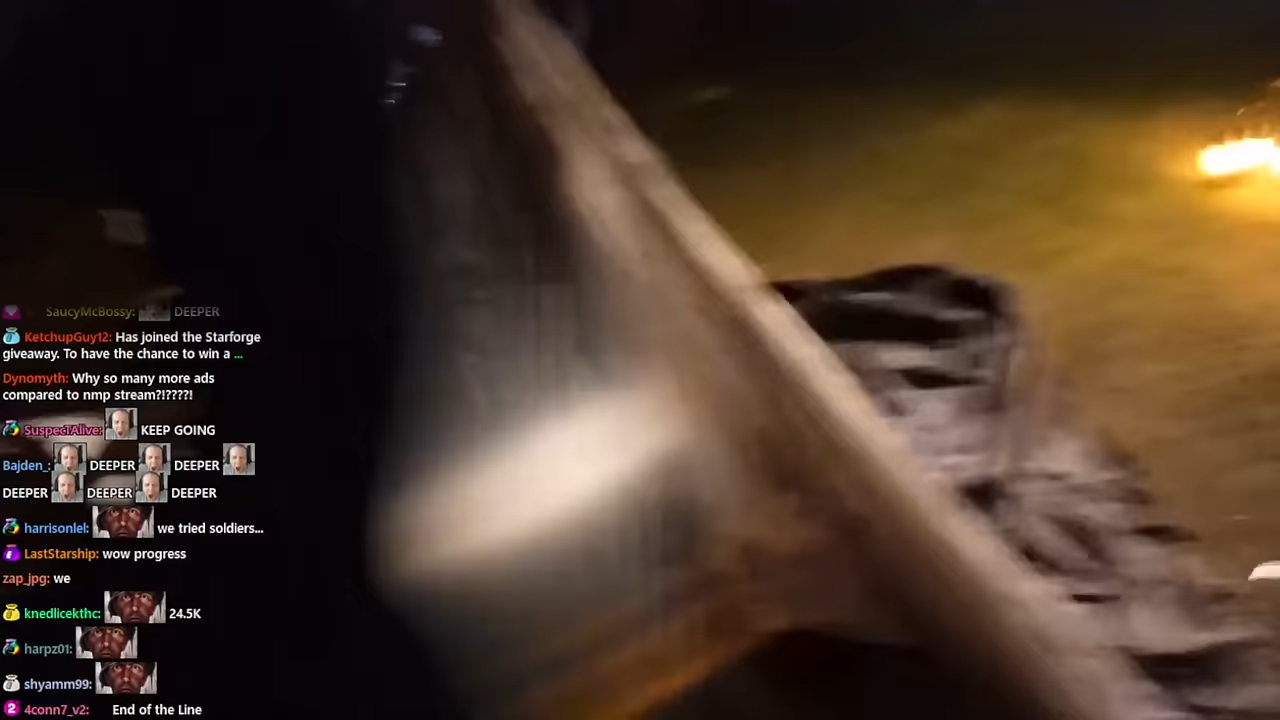 SaucyMcBossy: DEEPER
KetchupGuy12: Has joined the Starforge
giveaway. To have the chance to win a ...
Dynomyth: Why so many more ads
compared to nmp stream?!????!
SuspecTAlive: KEEP GOING
Bajden_: DEEPER DEEPER
DEEPER DEEPER DEEPER
harrisonlel: we tried soldiers...
LastStarship: wow progress
zap_jpg: we
knedlicekthc: 24.5K
harpz01:
shyamm99:
2 4conn7_v2: End of the Line